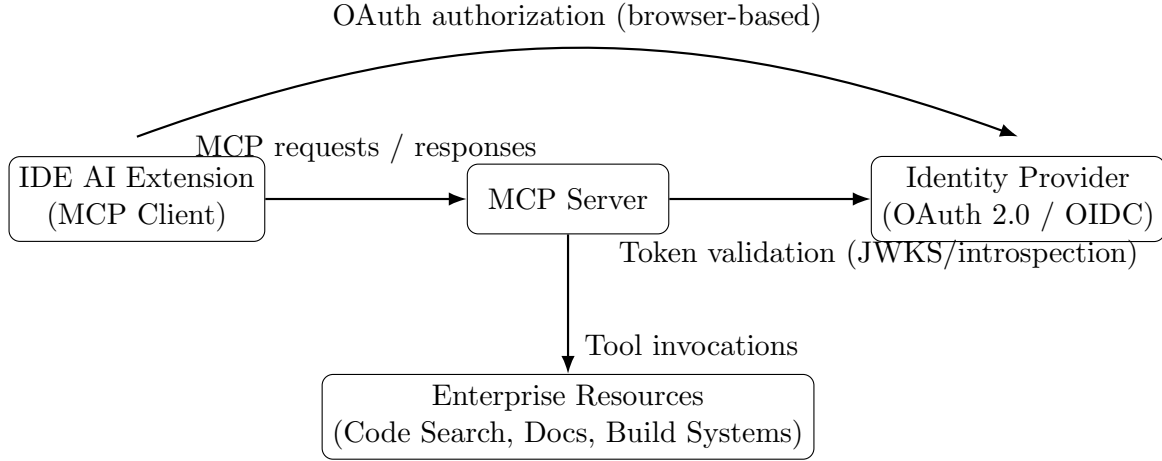 OAuth authorization (browser-based)
MCP requests / responses
IDE AI Extension
(MCP Client)
MCP Server
Identity Provider
(OAuth 2.0 / OIDC)
Token validation (JWKS/introspection)
Tool invocations
Enterprise Resources
(Code Search, Docs, Build Systems)